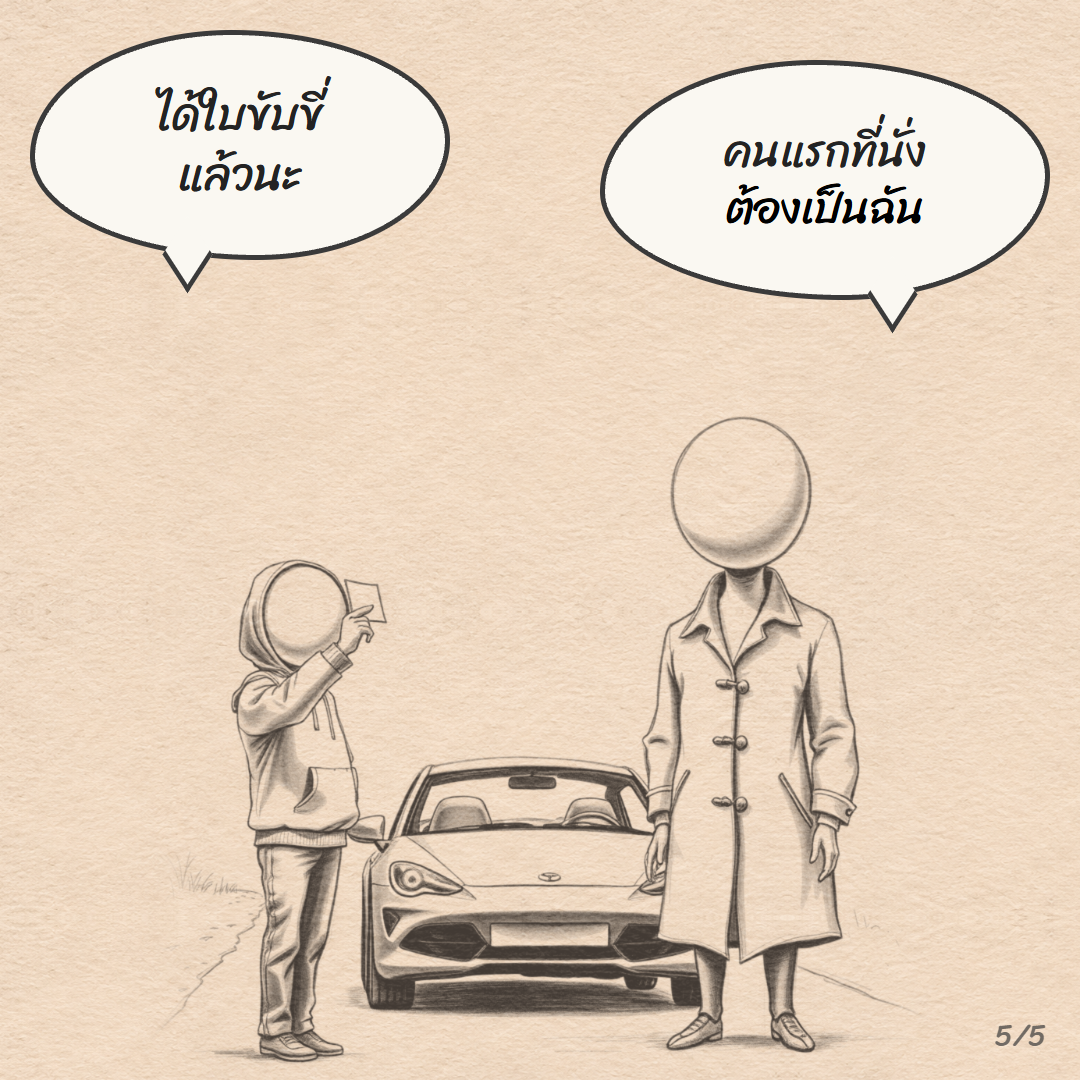 ได้ใบขับขี่
แล้วนะ
คนแรกที่นั่ง
ต้องเป็นฉัน
5/5